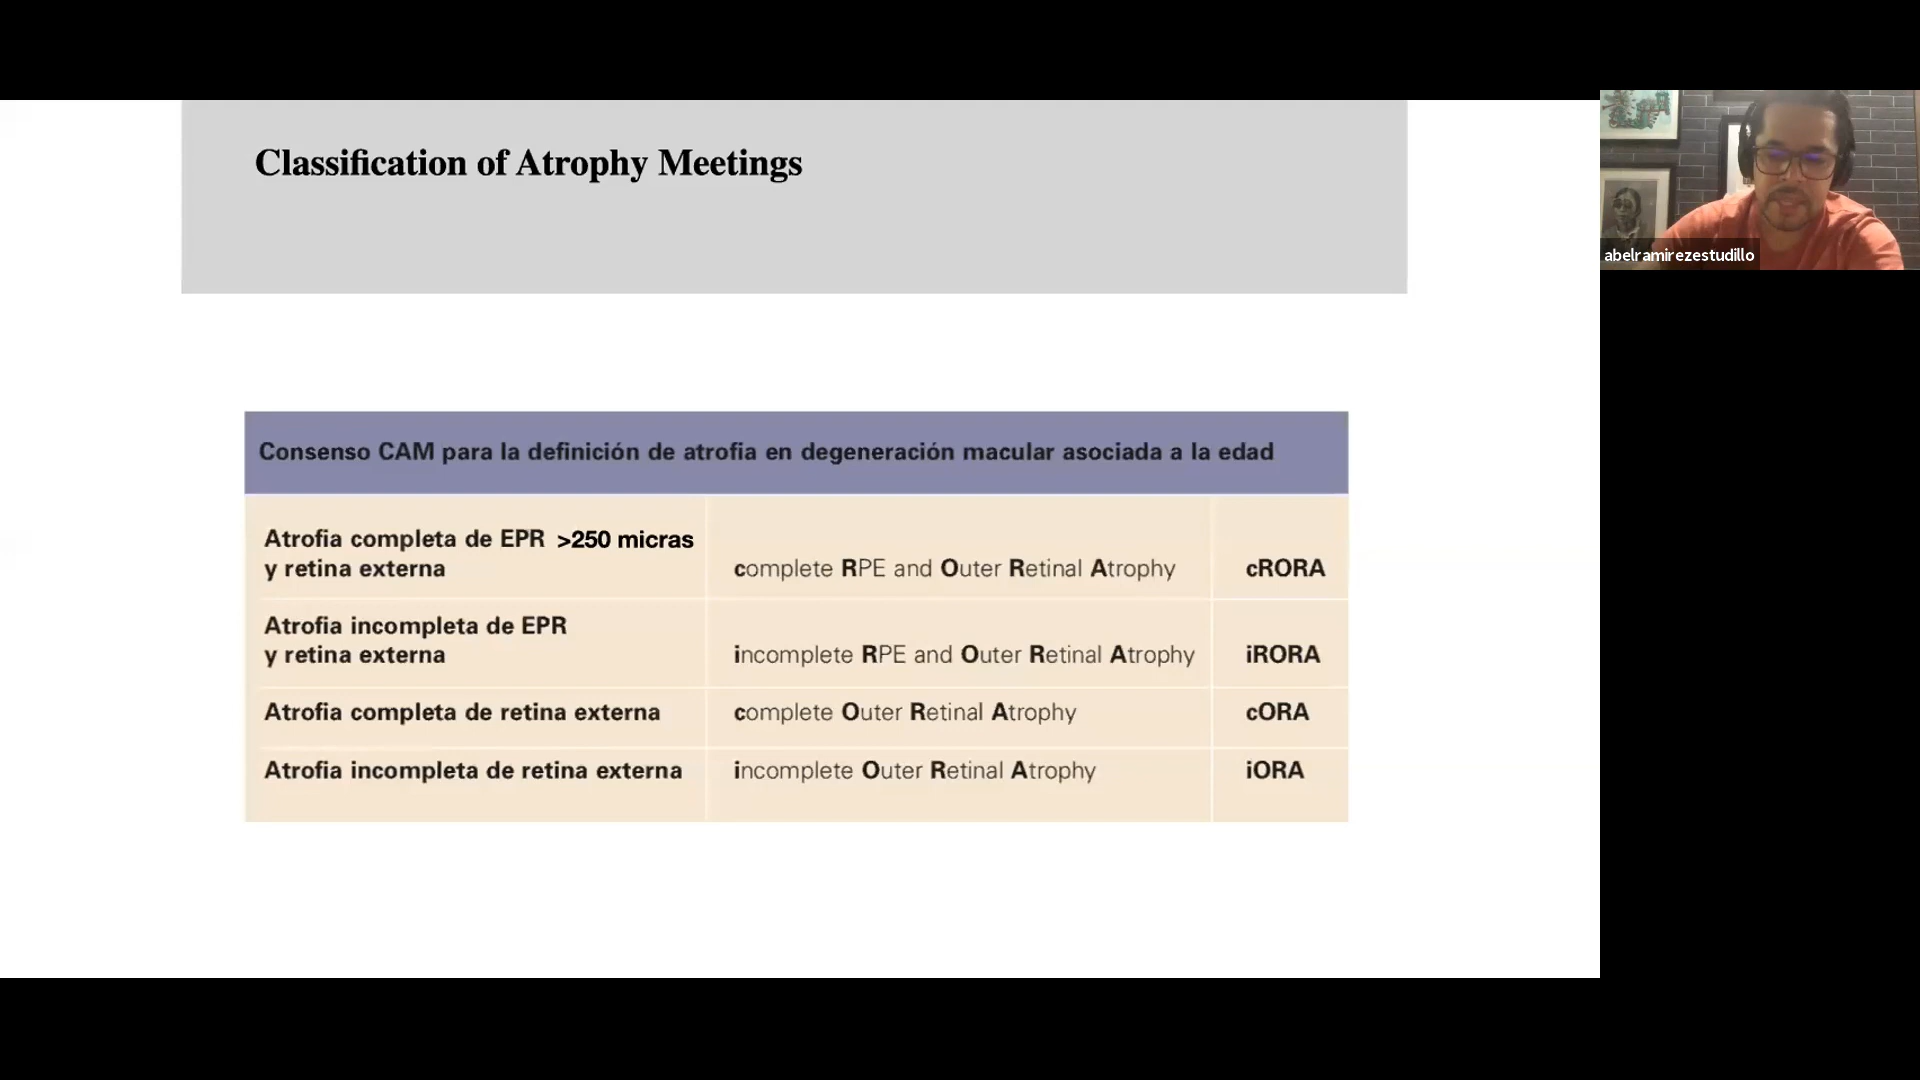 Classification of Atrophy Meetings
abelramirezestudillo
Consenso CAM para la definición de atrofia en degeneración macular asociada a la edad
Atrofia completa de EPR >250 micras
y retina externa
complete RPE and Outer Retinal Atrophy
cRORA
Atrofia incompleta de EPR
y retina externa
incomplete RPE and Outer Retinal Atrophy
iRORA
Atrofia completa de retina externa
complete Outer Retinal Atrophy
cORA
Atrofia incompleta de retina externa
incomplete Outer Retinal Atrophy
iORA